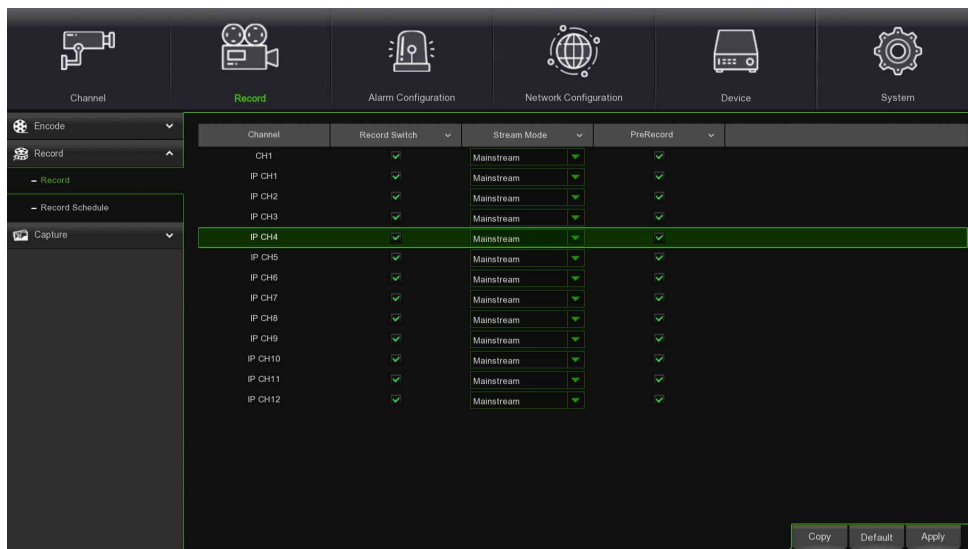 Channel Record Alarm Configuration Network Configuration Device System
Encode
Record
– Record
– Record Schedule
Capture
Channel Record Switch Stream Mode PreRecord
CH1 Mainstream
IP CH1 Mainstream
IP CH2 Mainstream
IP CH3 Mainstream
IP CH4 Mainstream
IP CH5 Mainstream
IP CH6 Mainstream
IP CH7 Mainstream
IP CH8 Mainstream
IP CH9 Mainstream
IP CH10 Mainstream
IP CH11 Mainstream
IP CH12 Mainstream
Copy Default Apply